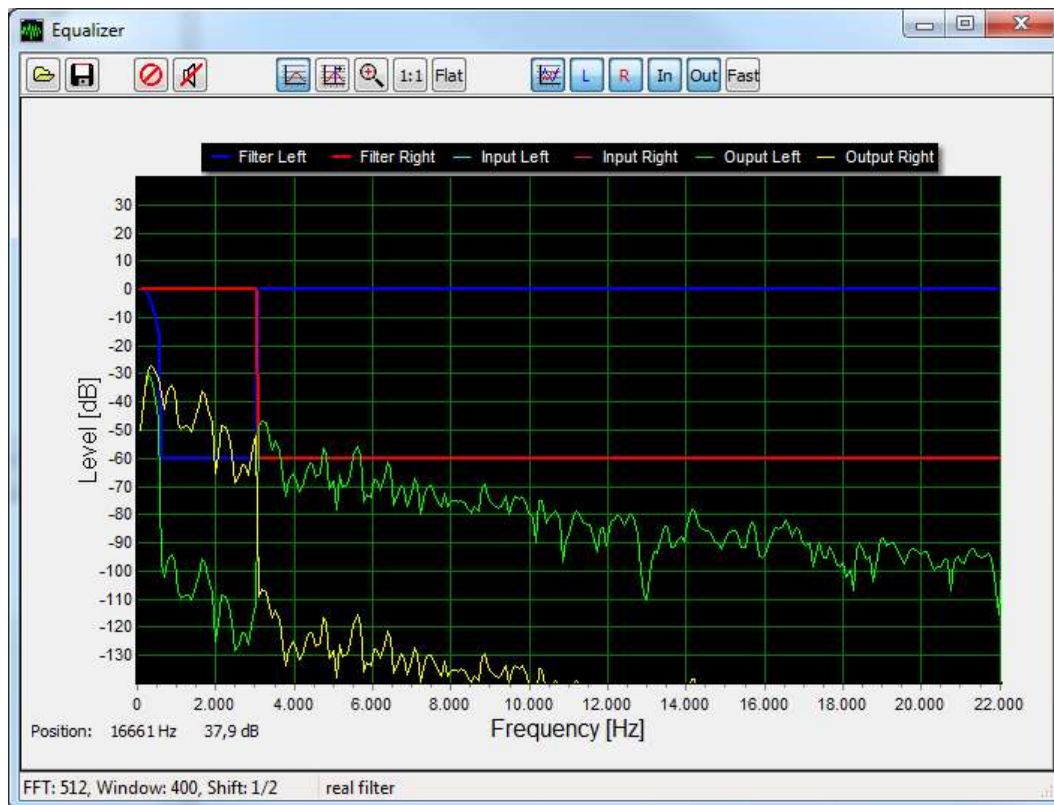 Equalizer
1:1 Flat L R In Out Fast
Filter Left Filter Right Input Left Input Right Ouput Left Output Right
30
20
10
0
-10
-20
-30
-40
-50
-60
-70
-80
-90
-100
-110
-120
-130
Level [dB]
0 2.000 4.000 6.000 8.000 10.000 12.000 14.000 16.000 18.000 20.000 22.000
Frequency [Hz]
Position: 16661 Hz 37,9 dB
FFT: 512, Window: 400, Shift: 1/2 real filter